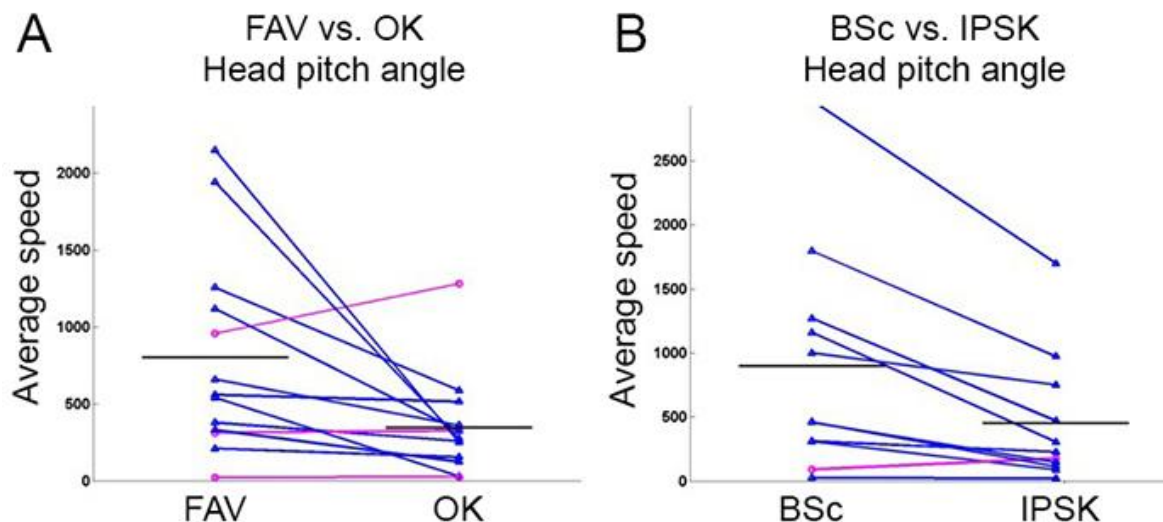 A
FAV vs. OK
Head pitch angle
Average speed
2000
1500
1000
500
0
FAV
OK
B
BSc vs. IPSK
Head pitch angle
Average speed
2500
2000
1500
1000
500
0
BSc
IPSK